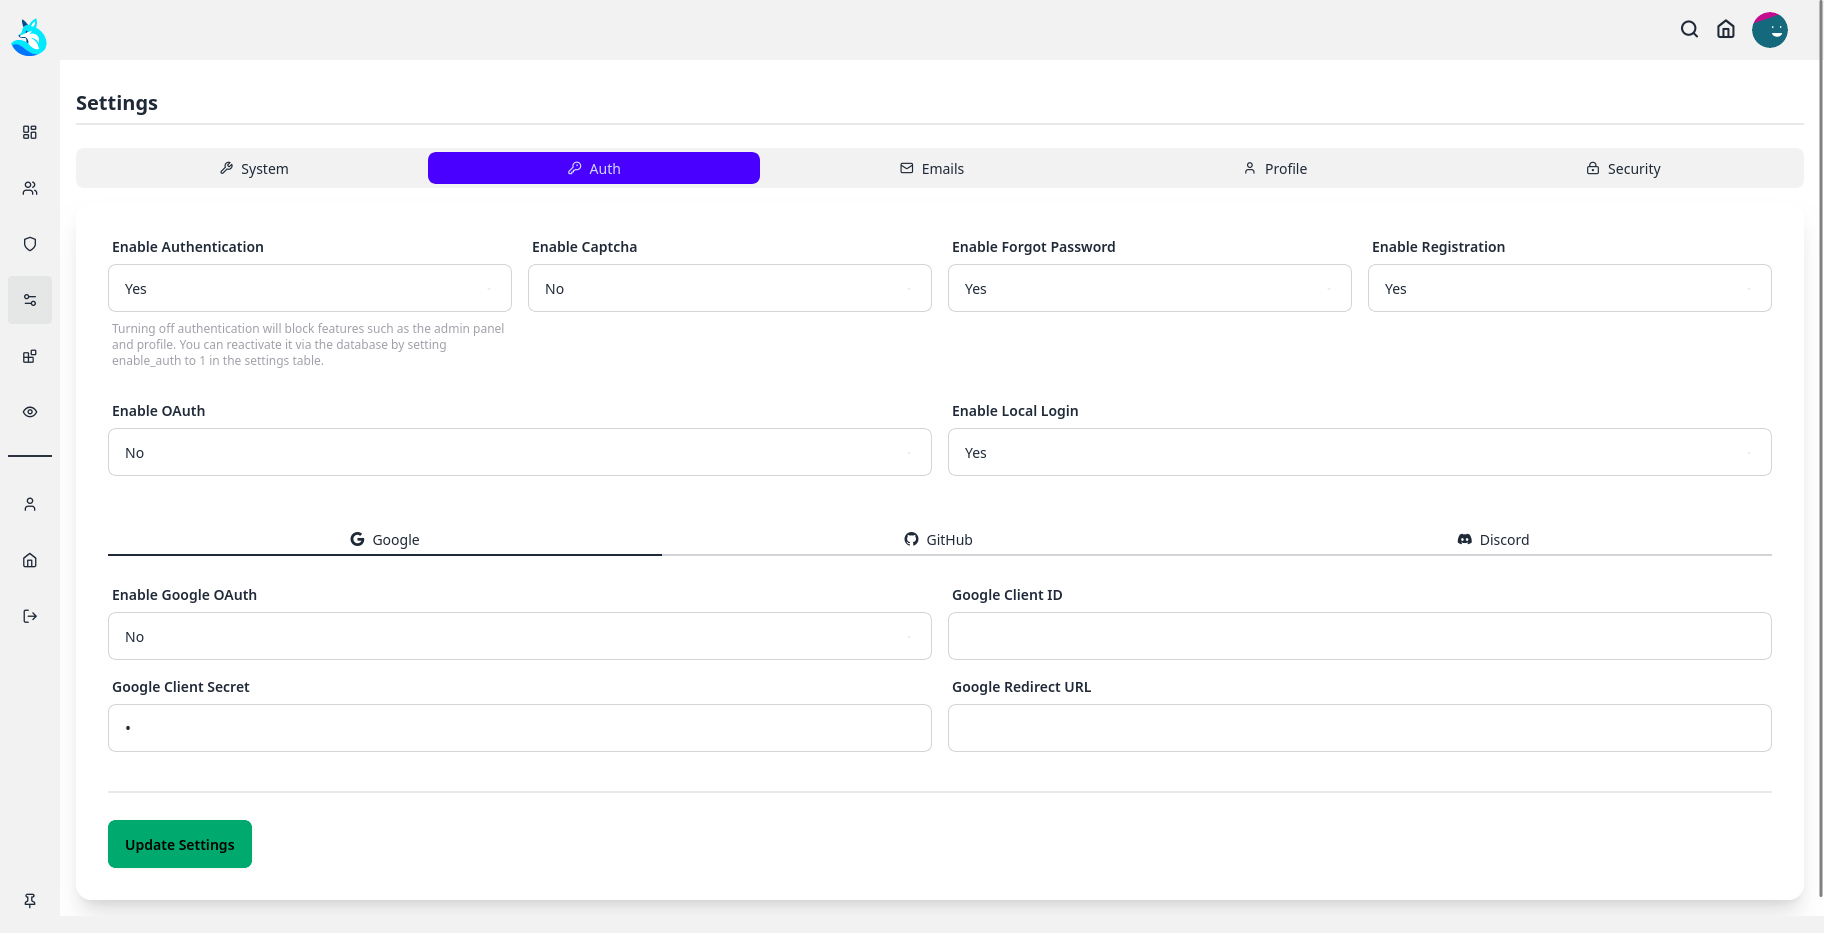 Settings
System
Auth
Emails
Profile
Security
Enable Authentication
Enable Captcha
Enable Forgot Password
Enable Registration
Yes
No
Yes
Yes
Turning off authentication will block features such as the admin panel
and profile. You can reactivate it via the database by setting
enable_auth to 1 in the settings table.
Enable OAuth
Enable Local Login
No
Yes
Google
GitHub
Discord
Enable Google OAuth
Google Client ID
No
Google Client Secret
Google Redirect URL
•
Update Settings